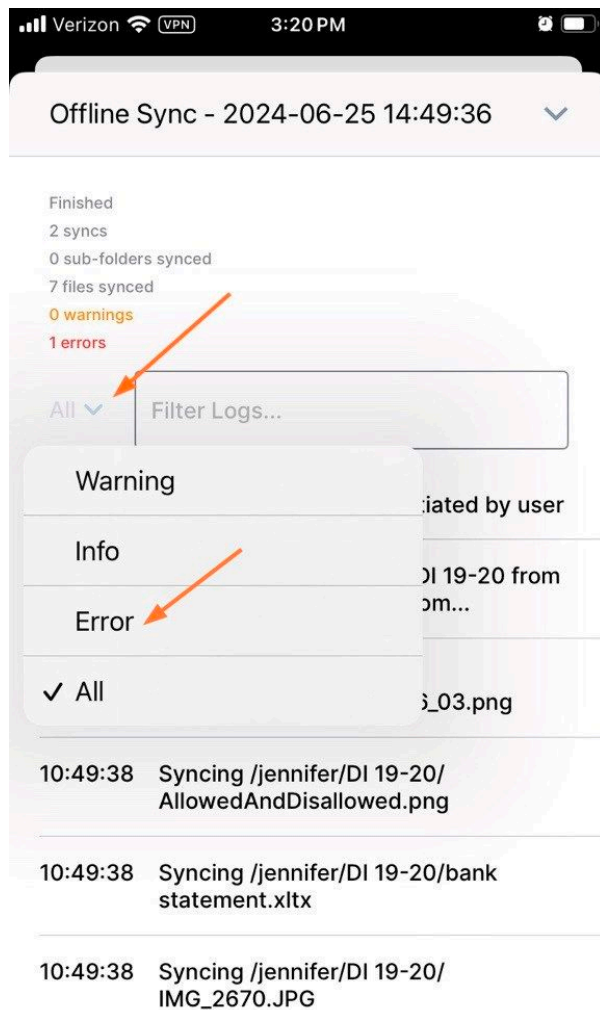 Verizon VPN 3:20 PM
Offline Sync - 2024-06-25 14:49:36
Finished
2 syncs
0 sub-folders synced
7 files synced
0 warnings
1 errors
All Filter Logs...
Warning
by user
Info
DI 19-20 from
Error
All
_03.png
10:49:38 Syncing /jennifer/DI 19-20/
AllowedAndDisallowed.png
10:49:38 Syncing /jennifer/DI 19-20/bank
statement.xltx
10:49:38 Syncing /jennifer/DI 19-20/
IMG_2670.JPG